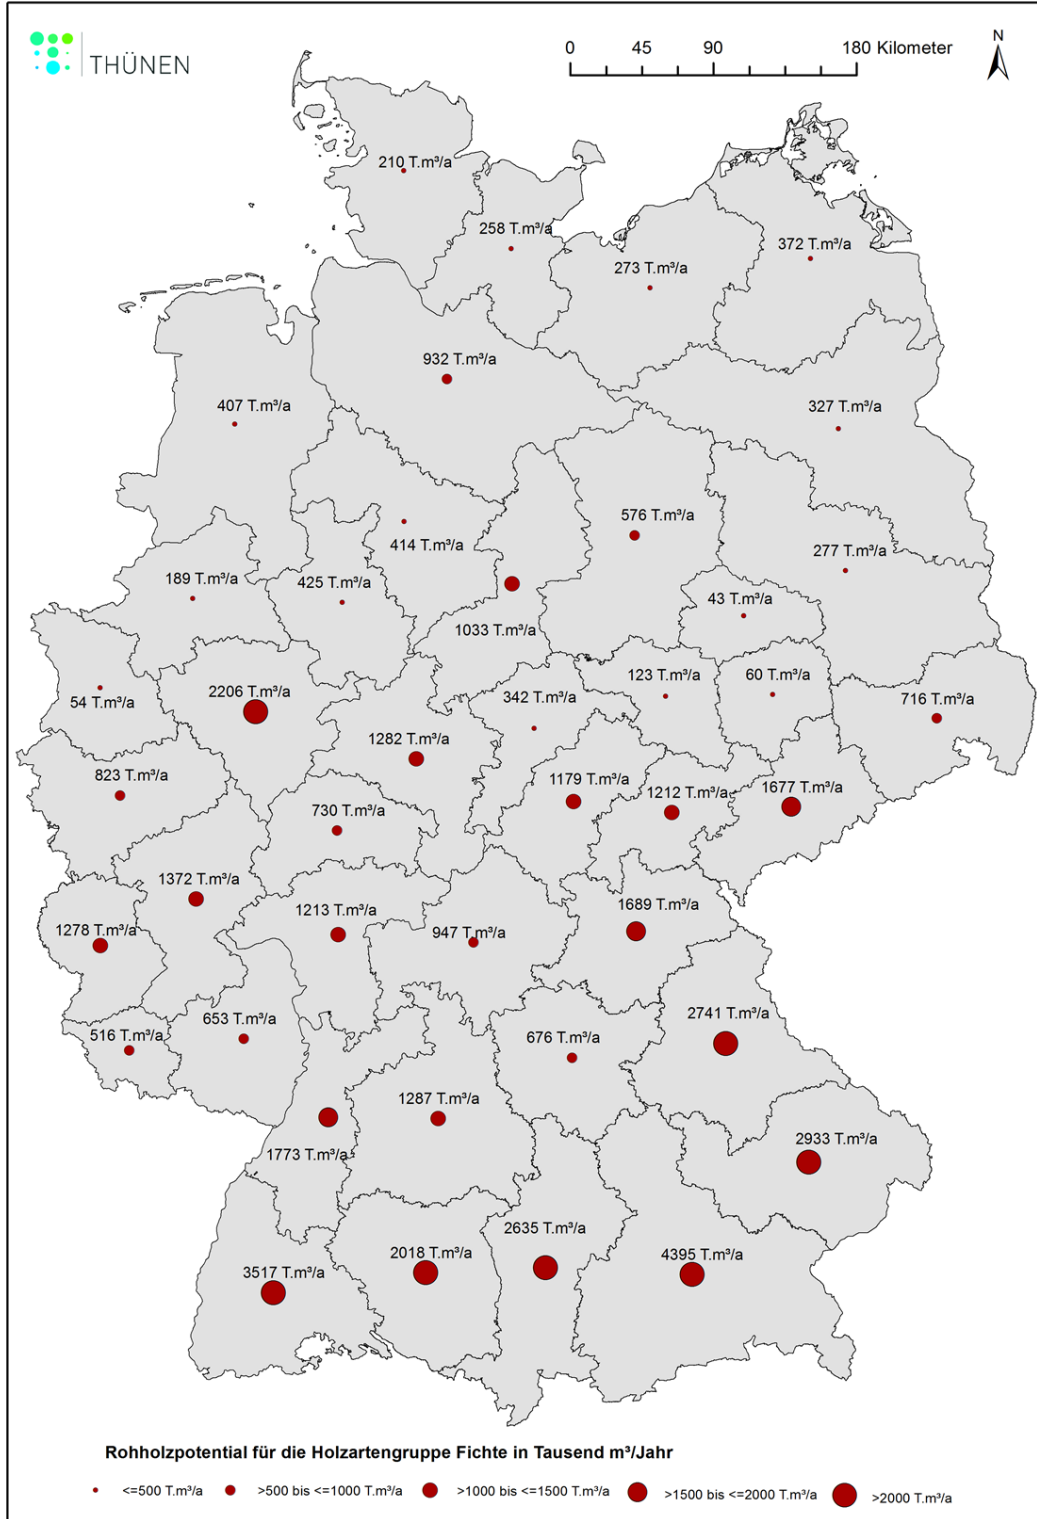 THÜNEN
0 45 90 180 Kilometer
N
210 T.m³/a
258 T.m³/a
372 T.m³/a
273 T.m³/a
932 T.m³/a
407 T.m³/a
327 T.m³/a
576 T.m³/a
414 T.m³/a
277 T.m³/a
189 T.m³/a
425 T.m³/a
43 T.m³/a
1033 T.m³/a
54 T.m³/a
2206 T.m³/a
342 T.m³/a
123 T.m³/a
60 T.m³/a
716 T.m³/a
1282 T.m³/a
823 T.m³/a
730 T.m³/a
1179 T.m³/a
1212 T.m³/a
1677 T.m³/a
1372 T.m³/a
1278 T.m³/a
1213 T.m³/a
947 T.m³/a
1689 T.m³/a
516 T.m³/a
653 T.m³/a
676 T.m³/a
2741 T.m³/a
1287 T.m³/a
1773 T.m³/a
2933 T.m³/a
3517 T.m³/a
2018 T.m³/a
2635 T.m³/a
4395 T.m³/a
Rohholzpotential für die Holzartengruppe Fichte in Tausend m³/Jahr
<=500 T.m³/a >500 bis <=1000 T.m³/a >1000 bis <=1500 T.m³/a >1500 bis <=2000 T.m³/a >2000 T.m³/a